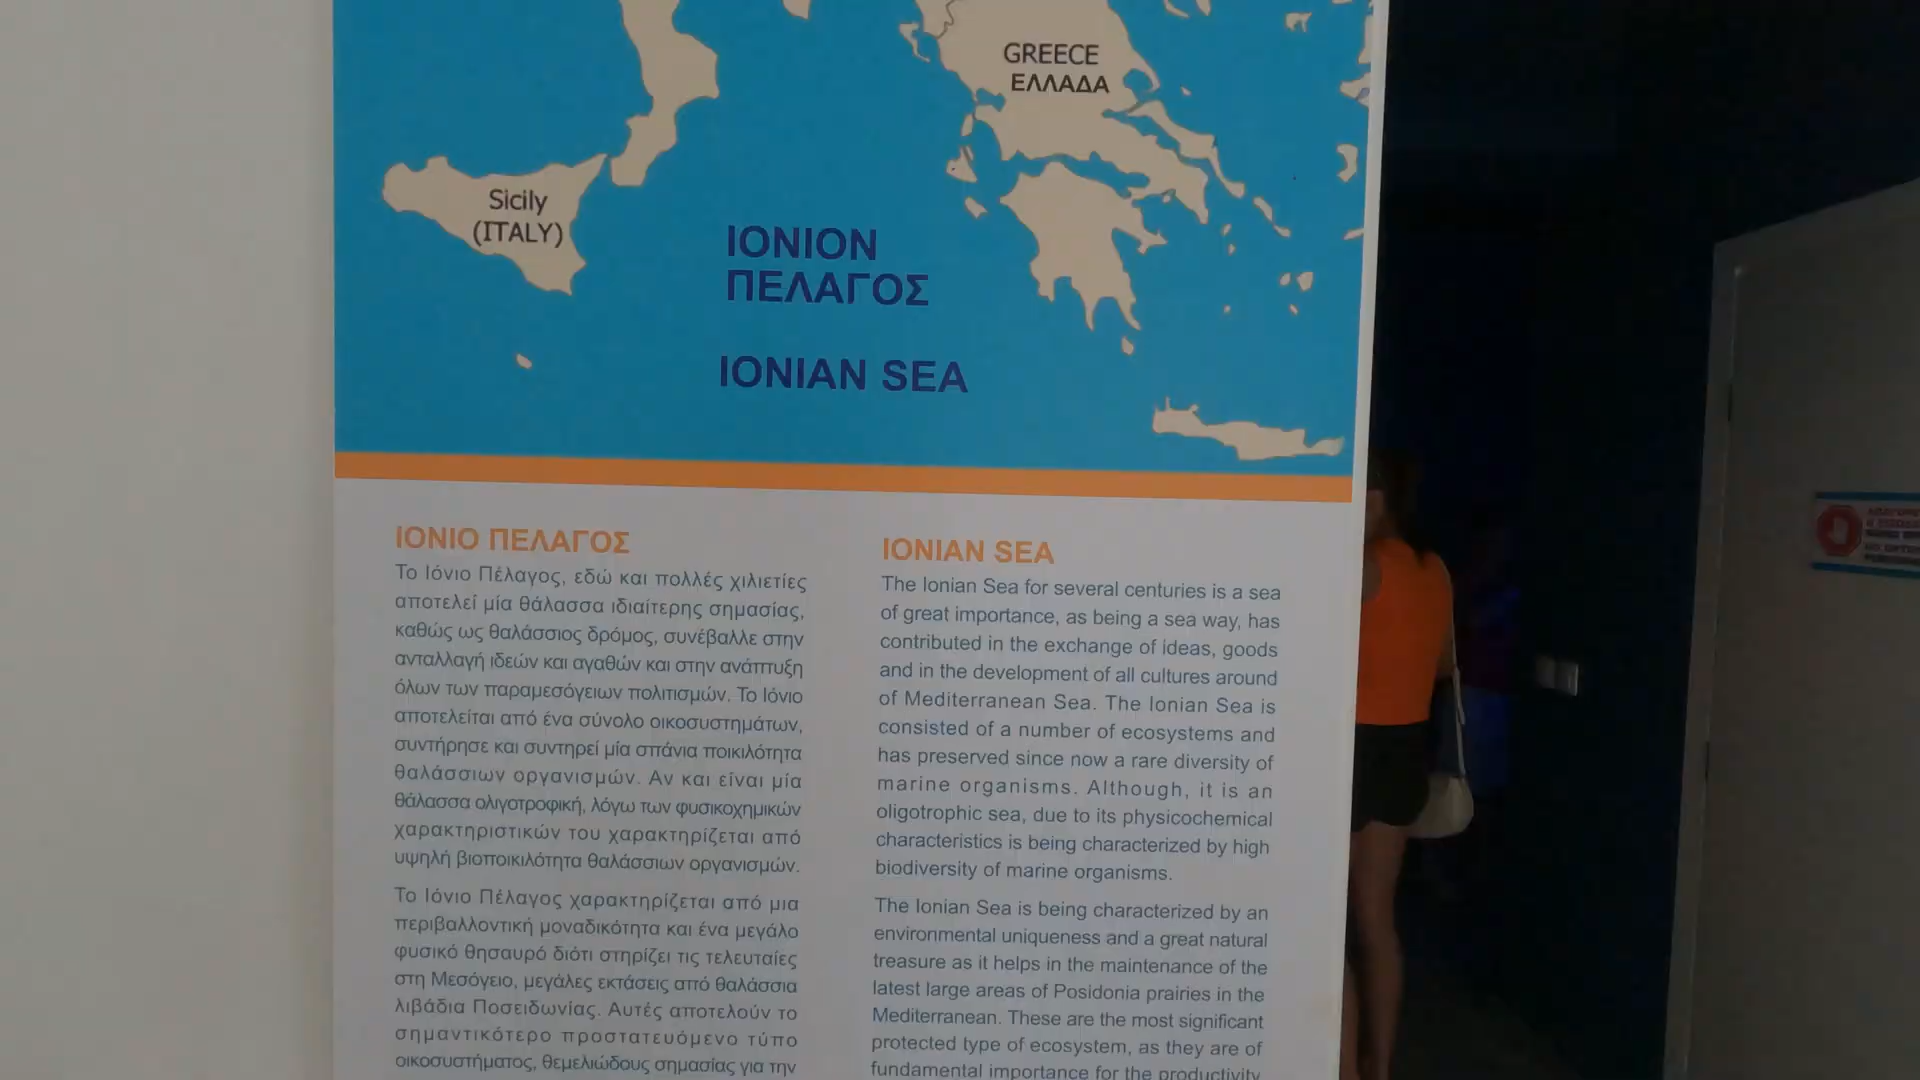 GREECE
ΕΛΛΑΔΑ
Sicily
(ITALY)
ΙΟΝΙΟΝ
ΠΕΛΑΓΟΣ
IONIAN SEA
ΙΟΝΙΟ ΠΕΛΑΓΟΣ
Το Ιόνιο Πέλαγος, εδώ και πολλές χιλιετίες
αποτελεί μία θάλασσα ιδιαίτερης σημασίας,
καθώς ως θαλάσσιος δρόμος, συνέβαλλε στην
ανταλλαγή ιδεών και αγαθών και στην ανάπτυξη
όλων των παραμεσόγειων πολιτισμών. Το Ιόνιο
αποτελείται από ένα σύνολο οικοσυστημάτων,
συντήρησε και συντηρεί μία σπάνια ποικιλότητα
θαλάσσιων οργανισμών. Αν και είναι μία
θάλασσα ολιγοτροφική, λόγω των φυσικοχημικών
χαρακτηριστικών του χαρακτηρίζεται από
υψηλή βιοποικιλότητα θαλάσσιων οργανισμών.
Το Ιόνιο Πέλαγος χαρακτηρίζεται από μια
περιβαλλοντική μοναδικότητα και ένα μεγάλο
φυσικό θησαυρό διότι στηρίζει τις τελευταίες
στη Μεσόγειο, μεγάλες εκτάσεις από θαλάσσια
λιβάδια Ποσειδωνίας. Αυτές αποτελούν το
σημαντικότερο προστατευόμενο τύπο
οικοσυστήματος, θεμελιώδους σημασίας για την
IONIAN SEA
The Ionian Sea for several centuries is a sea
of great importance, as being a sea way, has
contributed in the exchange of ideas, goods
and in the development of all cultures around
of Mediterranean Sea. The Ionian Sea is
consisted of a number of ecosystems and
has preserved since now a rare diversity of
marine organisms. Although, it is an
oligotrophic sea, due to its physicochemical
characteristics is being characterized by high
biodiversity of marine organisms.
The Ionian Sea is being characterized by an
environmental uniqueness and a great natural
treasure as it helps in the maintenance of the
latest large areas of Posidonia prairies in the
Mediterranean. These are the most significant
protected type of ecosystem, as they are of
fundamental importance for the productivity